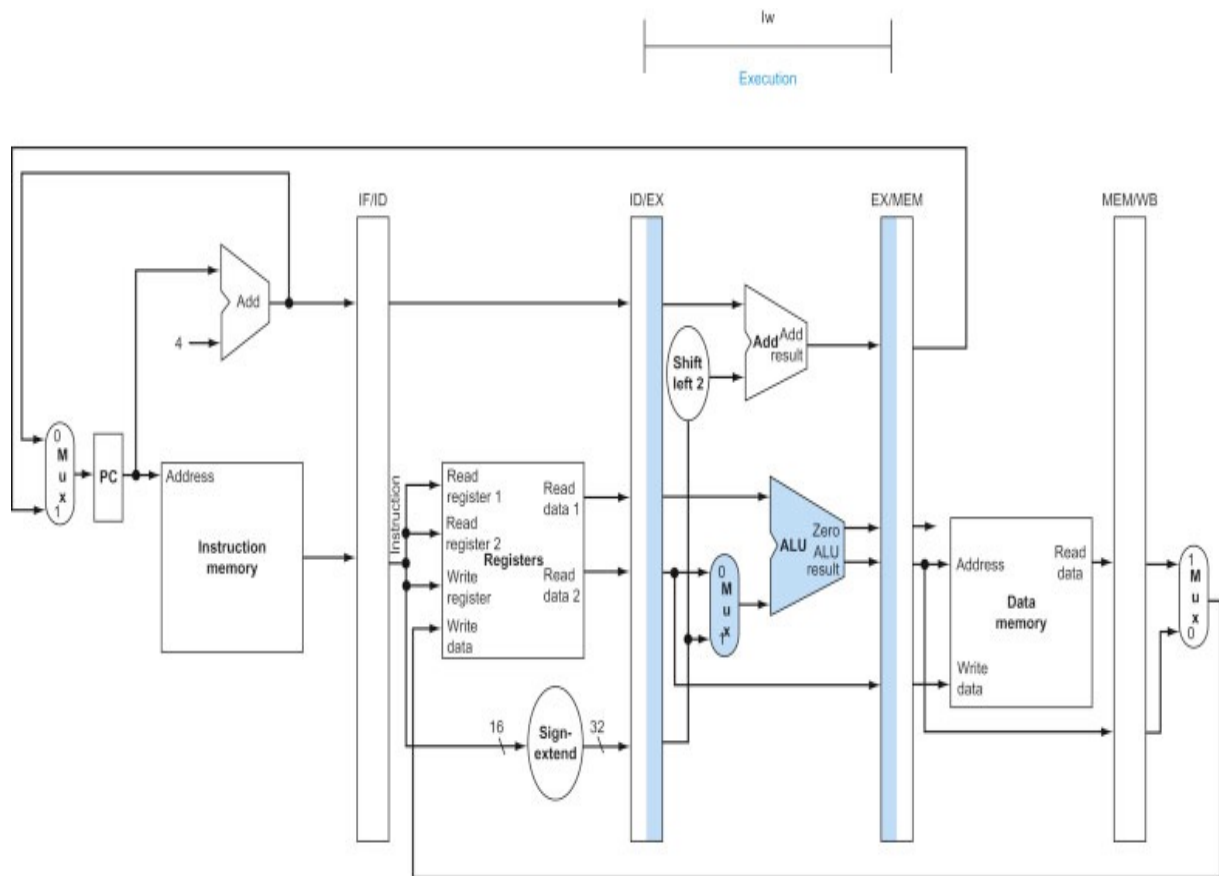 lw
Execution
IF/ID
ID/EX
EX/MEM
MEM/WB
Add
4
Shift
left 2
Add
Add
result
0
M
u
x
1
PC
Address
Instruction
memory
Instruction
Read
register 1
Read
register 2
Registers
Write
register
Write
data
Read
data 1
Read
data 2
0
M
u
x
1
Zero
ALU
ALU
result
Address
Read
data
Data
memory
Write
data
1
M
u
x
0
16
Sign-
extend
32